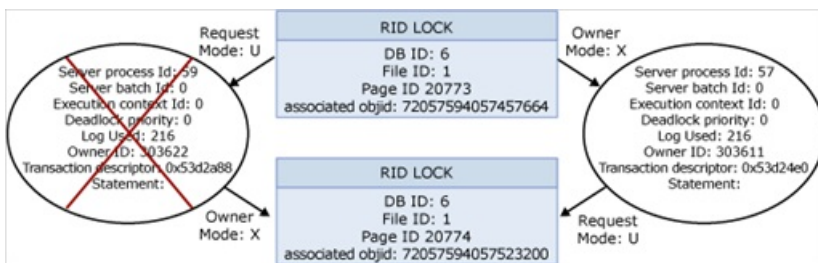 Request
Mode: U
RID LOCK
DB ID: 6
File ID: 1
Page ID 20773
associated objid: 72057594057457664
Owner
Mode: X
Server process Id: 59
Server batch Id: 0
Execution context Id: 0
Deadlock priority: 0
Log Used: 216
Owner ID: 303622
Transaction descriptor: 0x53d2a88
Statement:
Server process Id: 57
Server batch Id: 0
Execution context Id: 0
Deadlock priority: 0
Log Used: 216
Owner ID: 303611
Transaction descriptor: 0x53d24e0
Statement:
Owner
Mode: X
RID LOCK
DB ID: 6
File ID: 1
Page ID 20774
associated objid: 72057594057523200
Request
Mode: U